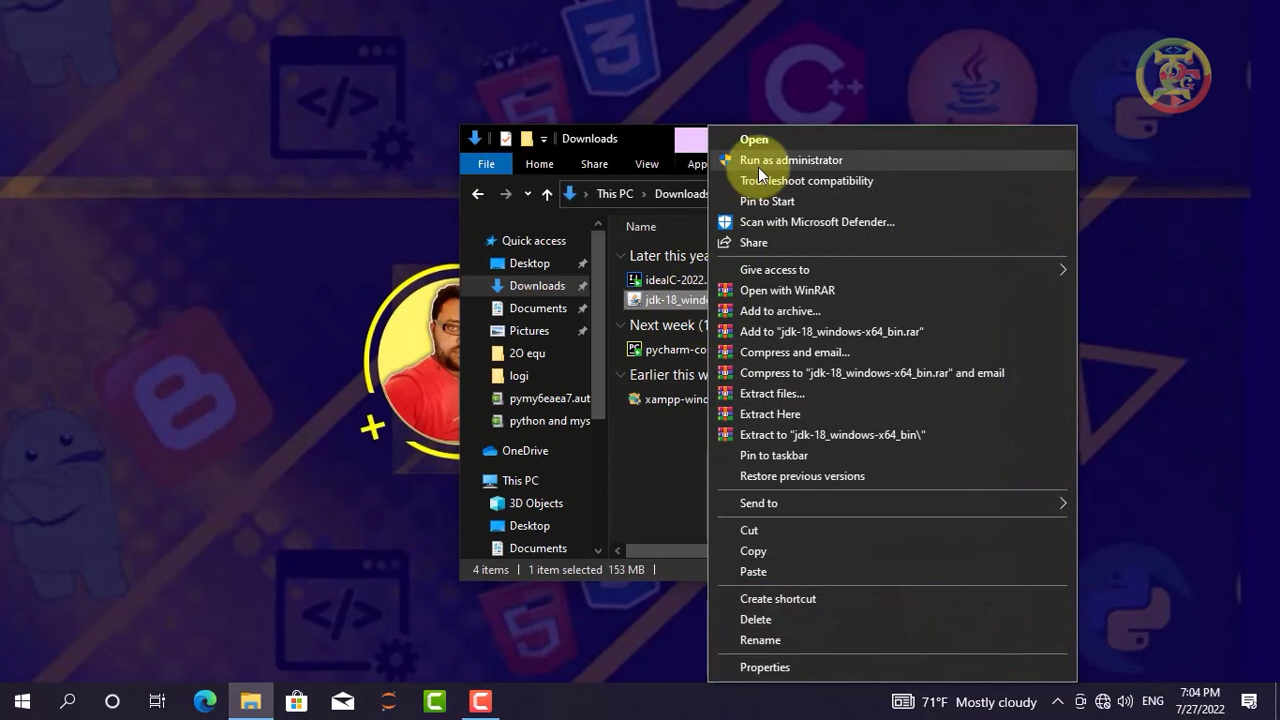 Downloads
File
Home
Share
View
App
This PC
Downloads
Name
Quick access
Desktop
Downloads
Documents
Pictures
2O equ
logi
pymy6eaea7.aut
python and mys
OneDrive
This PC
3D Objects
Desktop
Documents
Later this yea
idealC-2022.
jdk-18_wind
Next week (1
pycharm-co
Earlier this w
xampp-wind
4 items
1 item selected 153 MB
Open
Run as administrator
Troubleshoot compatibility
Pin to Start
Scan with Microsoft Defender...
Share
Give access to
Open with WinRAR
Add to archive...
Add to "jdk-18_windows-x64_bin.rar"
Compress and email...
Compress to "jdk-18_windows-x64_bin.rar" and email
Extract files...
Extract Here
Extract to "jdk-18_windows-x64_bin\"
Pin to taskbar
Restore previous versions
Send to
Cut
Copy
Paste
Create shortcut
Delete
Rename
Properties
71°F Mostly cloudy
ENG
7:04 PM
7/27/2022